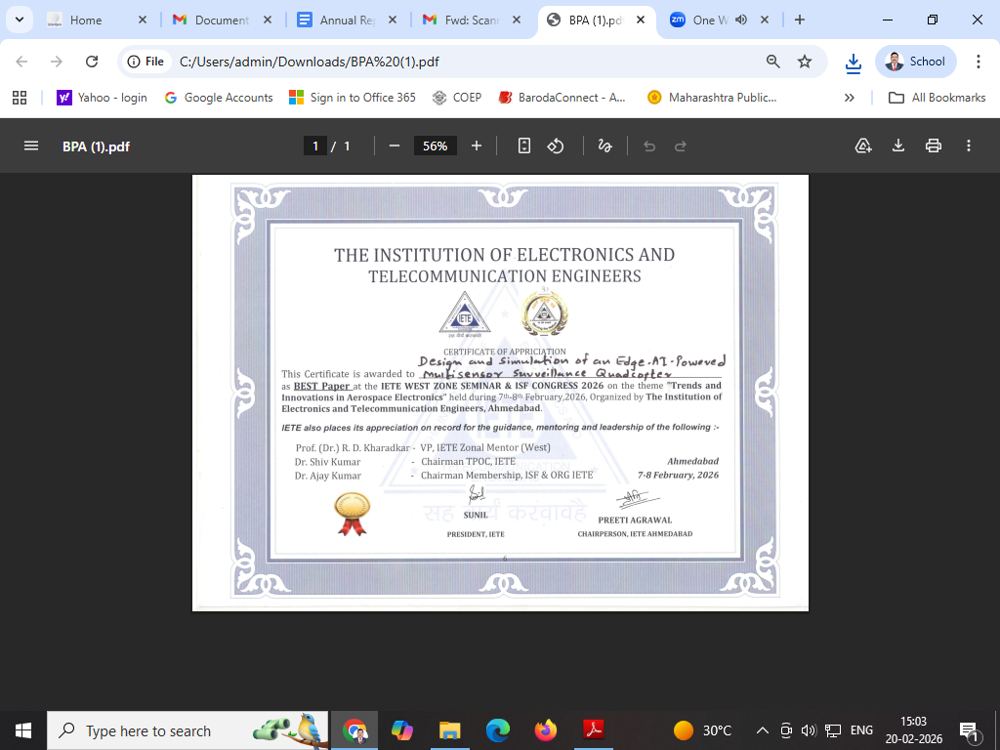 Home
Document
Annual Re
Fwd: Scan
BPA (1).pd
One W
File
C:/Users/admin/Downloads/BPA%20(1).pdf
School
Yahoo - login
Google Accounts
Sign in to Office 365
COEP
BarodaConnect - A...
Maharashtra Public...
All Bookmarks
BPA (1).pdf
1 / 1
56%
THE INSTITUTION OF ELECTRONICS AND
TELECOMMUNICATION ENGINEERS
IETE
CERTIFICATE OF APPRICIATION
Design and Simulation of an Edge-AI-Powered
This Certificate is awarded to Multisensor Surveillance Quadcopter
as BEST Paper at the IETE WEST ZONE SEMINAR & ISF CONGRESS 2026 on the theme "Trends and
Innovations in Aerospace Electronics" held during 7th-8th February,2026, Organized by The Institution of
Electronics and Telecommunication Engineers, Ahmedabad.
IETE also places its appreciation on record for the guidance, mentoring and leadership of the following :-
Prof. (Dr.) R. D. Kharadkar - VP, IETE Zonal Mentor (West)
Dr. Shiv Kumar - Chairman TPOC, IETE
Ahmedabad
Dr. Ajay Kumar - Chairman Membership, ISF & ORG IETE
7-8 February, 2026
SUNIL
PREETI AGRAWAL
PRESIDENT, IETE
CHAIRPERSON, IETE AHMEDABAD
6
Type here to search
30°C
ENG
15:03
20-02-2026
1